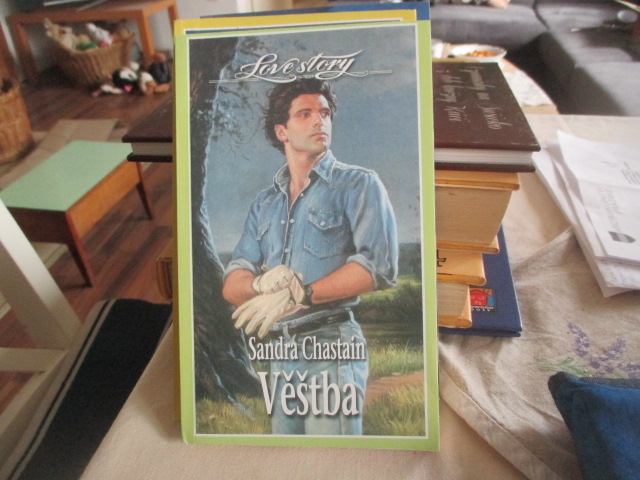 Love story
Sandra Chastain
Věštba